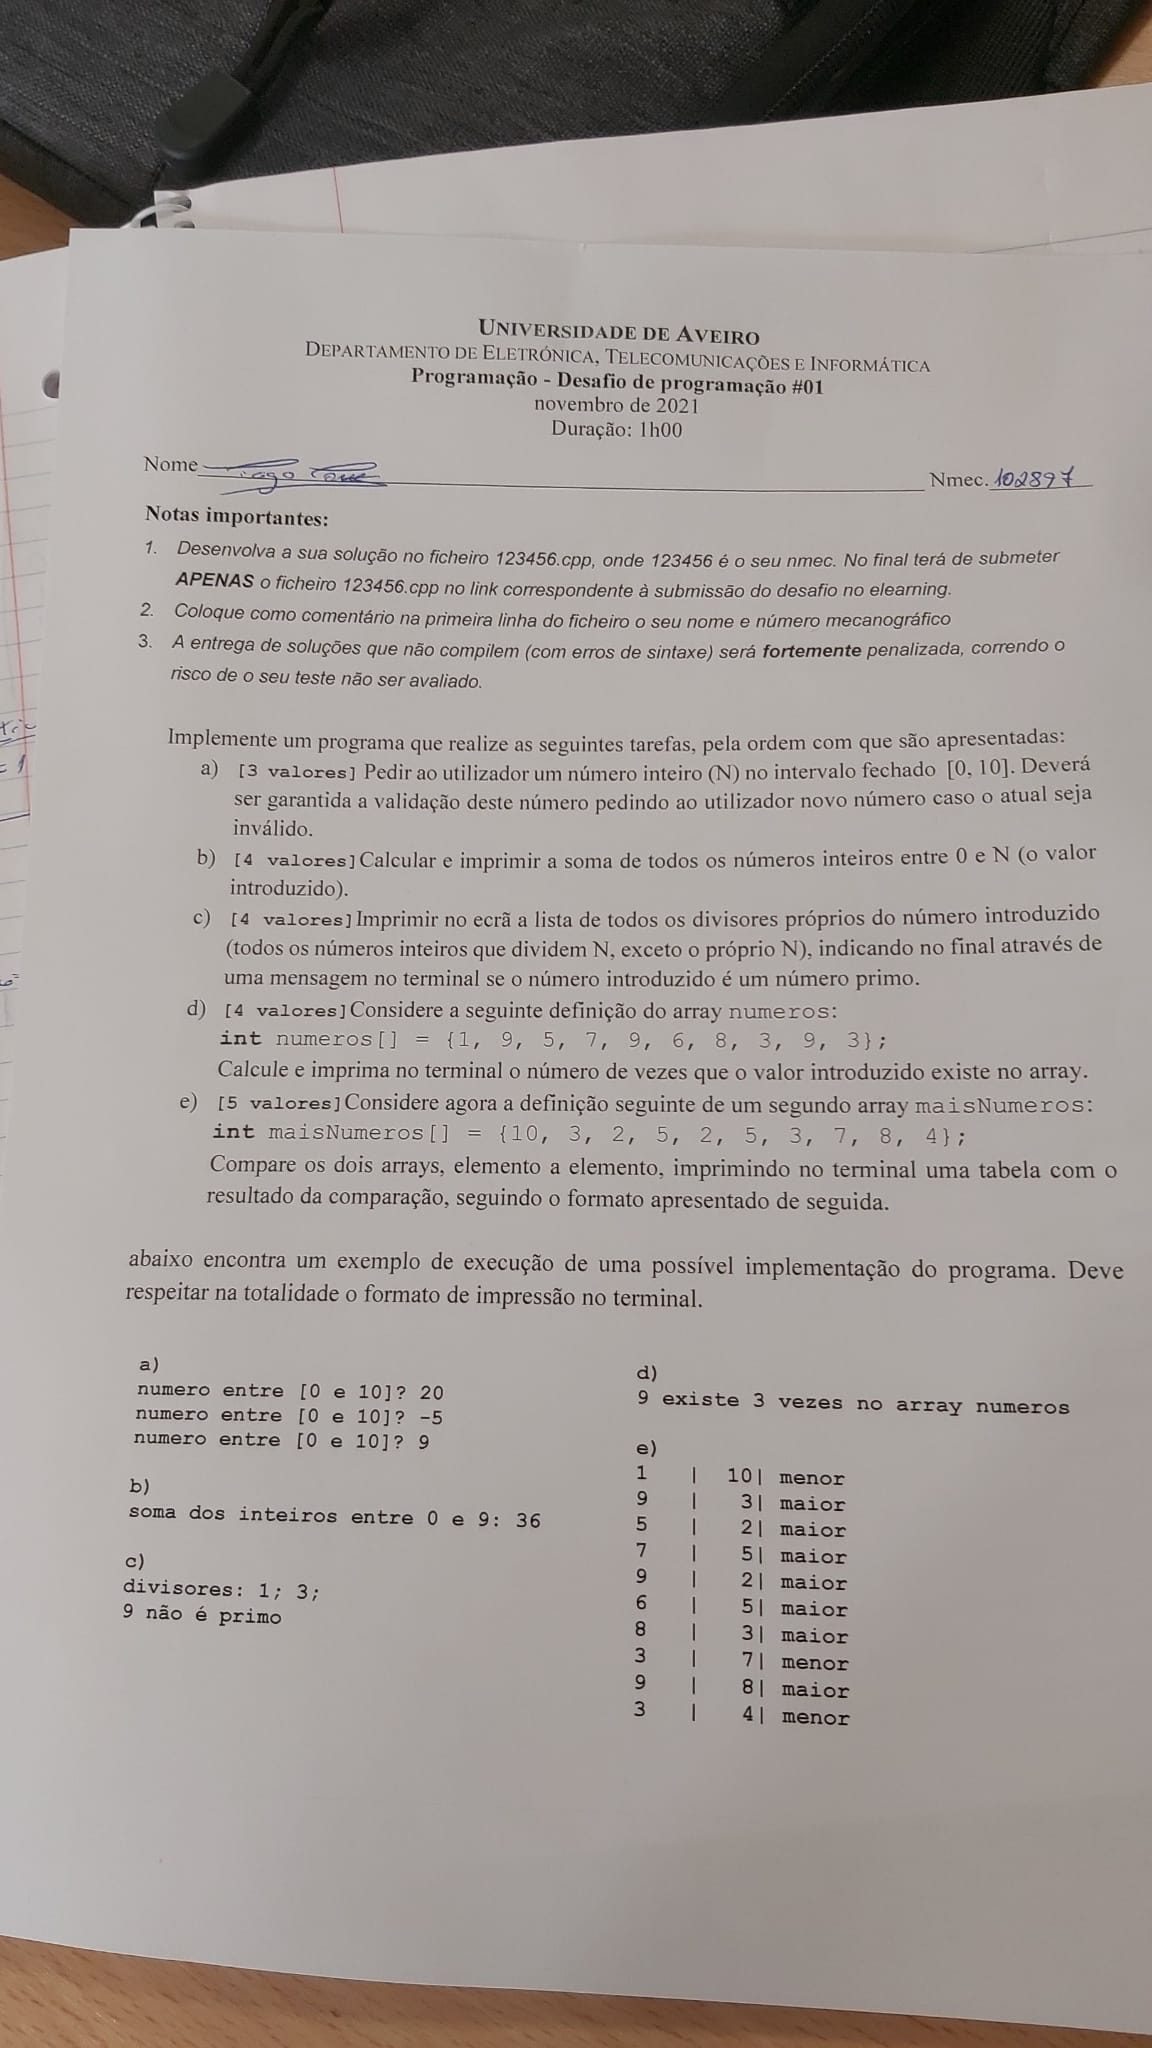 UNIVERSIDADE DE AVEIRO
DEPARTAMENTO DE ELETRÓNICA, TELECOMUNICAÇÕES E INFORMÁTICA
Programação - Desafio de programação #01
novembro de 2021
Duração: 1h00
Nome Tiago
Nmec. 102897
Notas importantes:
1. Desenvolva a sua solução no ficheiro 123456.cpp, onde 123456 é o seu nmec. No final terá de submeter
APENAS o ficheiro 123456.cpp no link correspondente à submissão do desafio no elearning.
2. Coloque como comentário na primeira linha do ficheiro o seu nome e número mecanográfico
3. A entrega de soluções que não compilem (com erros de sintaxe) será fortemente penalizada, correndo o
risco de o seu teste não ser avaliado.
Implemente um programa que realize as seguintes tarefas, pela ordem com que são apresentadas:
a) [3 valores] Pedir ao utilizador um número inteiro (N) no intervalo fechado [0, 10]. Deverá
ser garantida a validação deste número pedindo ao utilizador novo número caso o atual seja
inválido.
b) [4 valores]Calcular e imprimir a soma de todos os números inteiros entre 0 e N (o valor
introduzido).
c) [4 valores]Imprimir no ecrã a lista de todos os divisores próprios do número introduzido
(todos os números inteiros que dividem N, exceto o próprio N), indicando no final através de
uma mensagem no terminal se o número introduzido é um número primo.
d) [4 valores]Considere a seguinte definição do array numeros:
int numeros[] = {1, 9, 5, 7, 9, 6, 8, 3, 9, 3};
Calcule e imprima no terminal o número de vezes que o valor introduzido existe no array.
e) [5 valores]Considere agora a definição seguinte de um segundo array maisNumeros:
int maisNumeros[] = {10, 3, 2, 5, 2, 5, 3, 7, 8, 4};
Compare os dois arrays, elemento a elemento, imprimindo no terminal uma tabela com o
resultado da comparação, seguindo o formato apresentado de seguida.
abaixo encontra um exemplo de execução de uma possível implementação do programa. Deve
respeitar na totalidade o formato de impressão no terminal.
a)
numero entre [0 e 10]? 20
numero entre [0 e 10]? -5
numero entre [0 e 10]? 9
b)
soma dos inteiros entre 0 e 9: 36
c)
divisores: 1; 3;
9 não é primo
d)
9 existe 3 vezes no array numeros
e)
1 | 10| menor
9 | 3| maior
5 | 2| maior
7 | 5| maior
9 | 2| maior
6 | 5| maior
8 | 3| maior
3 | 7| menor
9 | 8| maior
3 | 4| menor